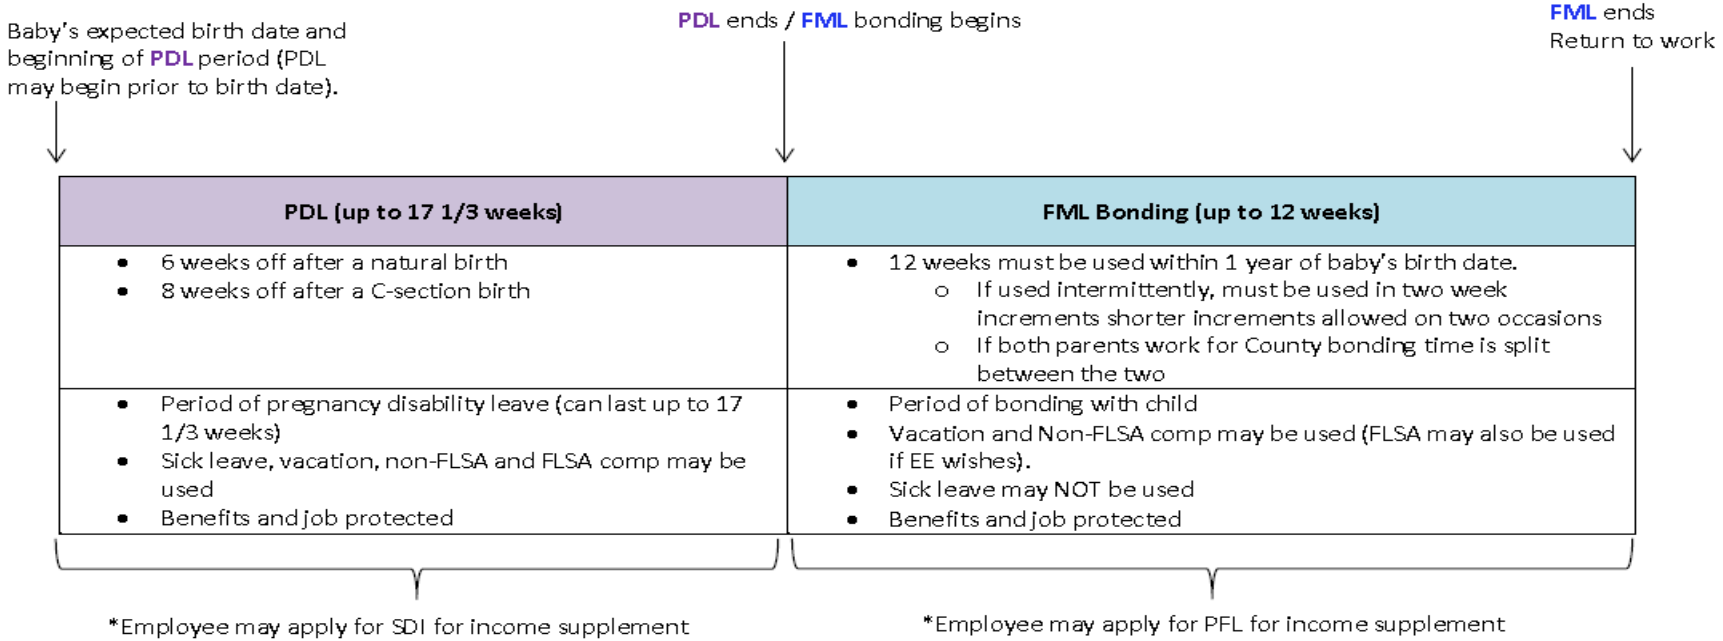 Baby's expected birth date and
beginning of PDL period (PDL
may begin prior to birth date).
PDL ends / FML bonding begins
FML ends
Return to work
PDL (up to 17 1/3 weeks)
FML Bonding (up to 12 weeks)
• 6 weeks off after a natural birth
• 8 weeks off after a C-section birth
• 12 weeks must be used within 1 year of baby's birth date.
o If used intermittently, must be used in two week
increments shorter increments allowed on two occasions
o If both parents work for County bonding time is split
between the two
• Period of pregnancy disability leave (can last up to 17
1/3 weeks)
• Sick leave, vacation, non-FLSA and FLSA comp may be
used
• Benefits and job protected
• Period of bonding with child
• Vacation and Non-FLSA comp may be used (FLSA may also be used
if EE wishes).
• Sick leave may NOT be used
• Benefits and job protected
*Employee may apply for SDI for income supplement
*Employee may apply for PFL for income supplement